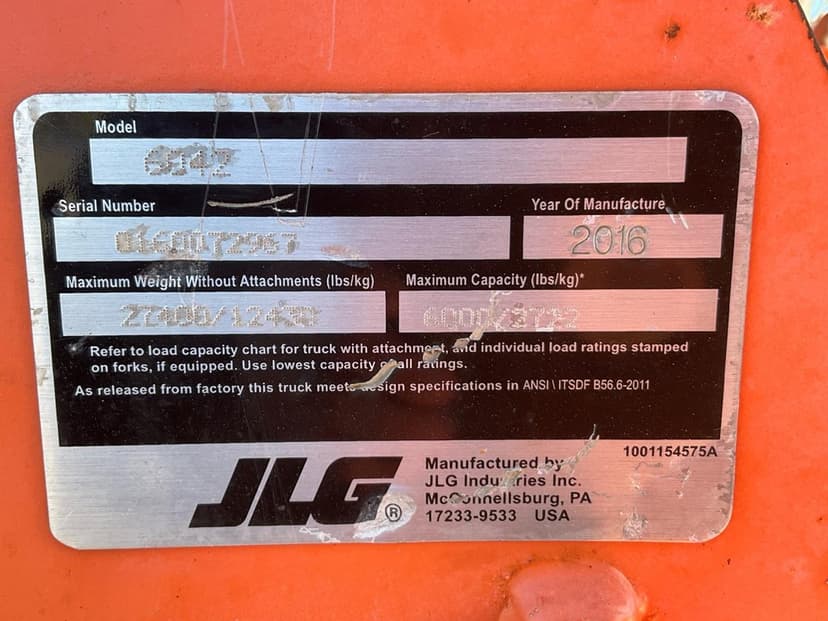 Model
6042
Serial Number
0160072967
Year Of Manufacture
2016
Maximum Weight Without Attachments (lbs/kg)
27400/12430
Maximum Capacity (lbs/kg)*
6000/2722
Refer to load capacity chart for truck with attachment, and individual load ratings stamped
on forks, if equipped. Use lowest capacity of all ratings.
As released from factory this truck meets design specifications in ANSI \ ITSDF B56.6-2011
1001154575A
JLG®
Manufactured by
JLG Industries Inc.
McConnellsburg, PA
17233-9533 USA